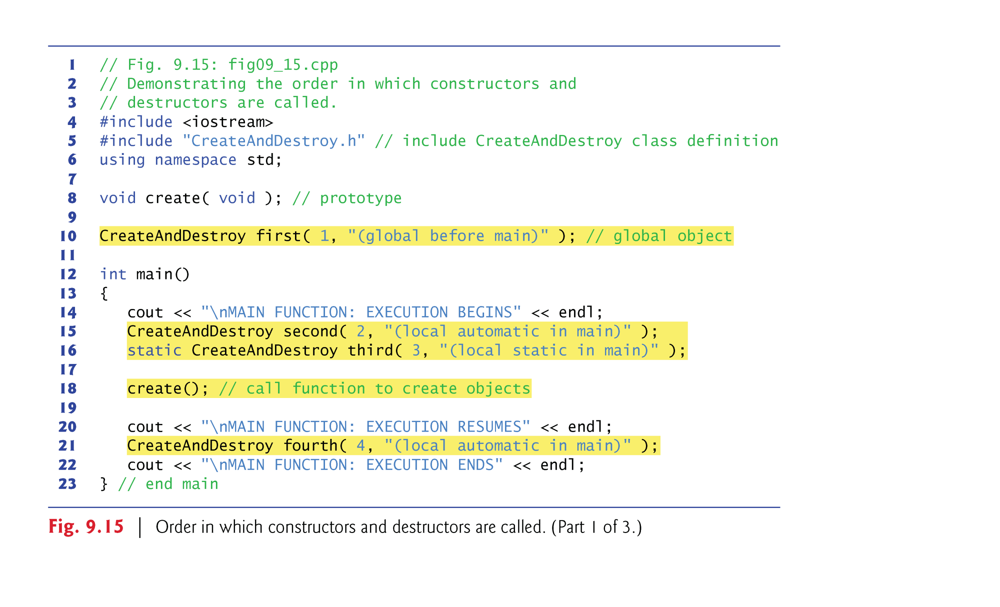 1 // Fig. 9.15: fig09_15.cpp
2 // Demonstrating the order in which constructors and
3 // destructors are called.
4 #include <iostream>
5 #include "CreateAndDestroy.h" // include CreateAndDestroy class definition
6 using namespace std;
7
8 void create( void ); // prototype
9
10 CreateAndDestroy first( 1, "(global before main)" ); // global object
11
12 int main()
13 {
14    cout << "\nMAIN FUNCTION: EXECUTION BEGINS" << endl;
15    CreateAndDestroy second( 2, "(local automatic in main)" );
16    static CreateAndDestroy third( 3, "(local static in main)" );
17
18    create(); // call function to create objects
19
20    cout << "\nMAIN FUNCTION: EXECUTION RESUMES" << endl;
21    CreateAndDestroy fourth( 4, "(local automatic in main)" );
22    cout << "\nMAIN FUNCTION: EXECUTION ENDS" << endl;
23 } // end main
Fig. 9.15 | Order in which constructors and destructors are called. (Part 1 of 3.)